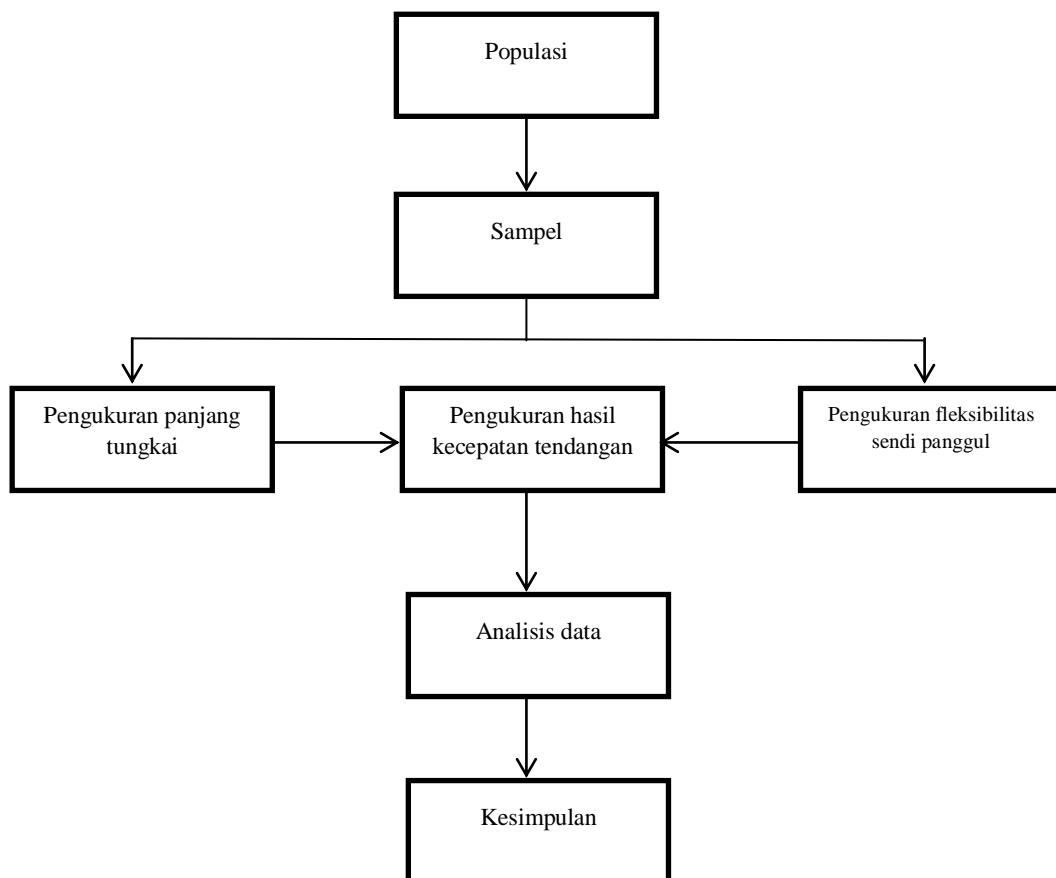 Populasi
Sampel
Pengukuran panjang
tungkai
Pengukuran hasil
kecepatan tendangan
Pengukuran fleksibilitas
sendi panggul
Analisis data
Kesimpulan